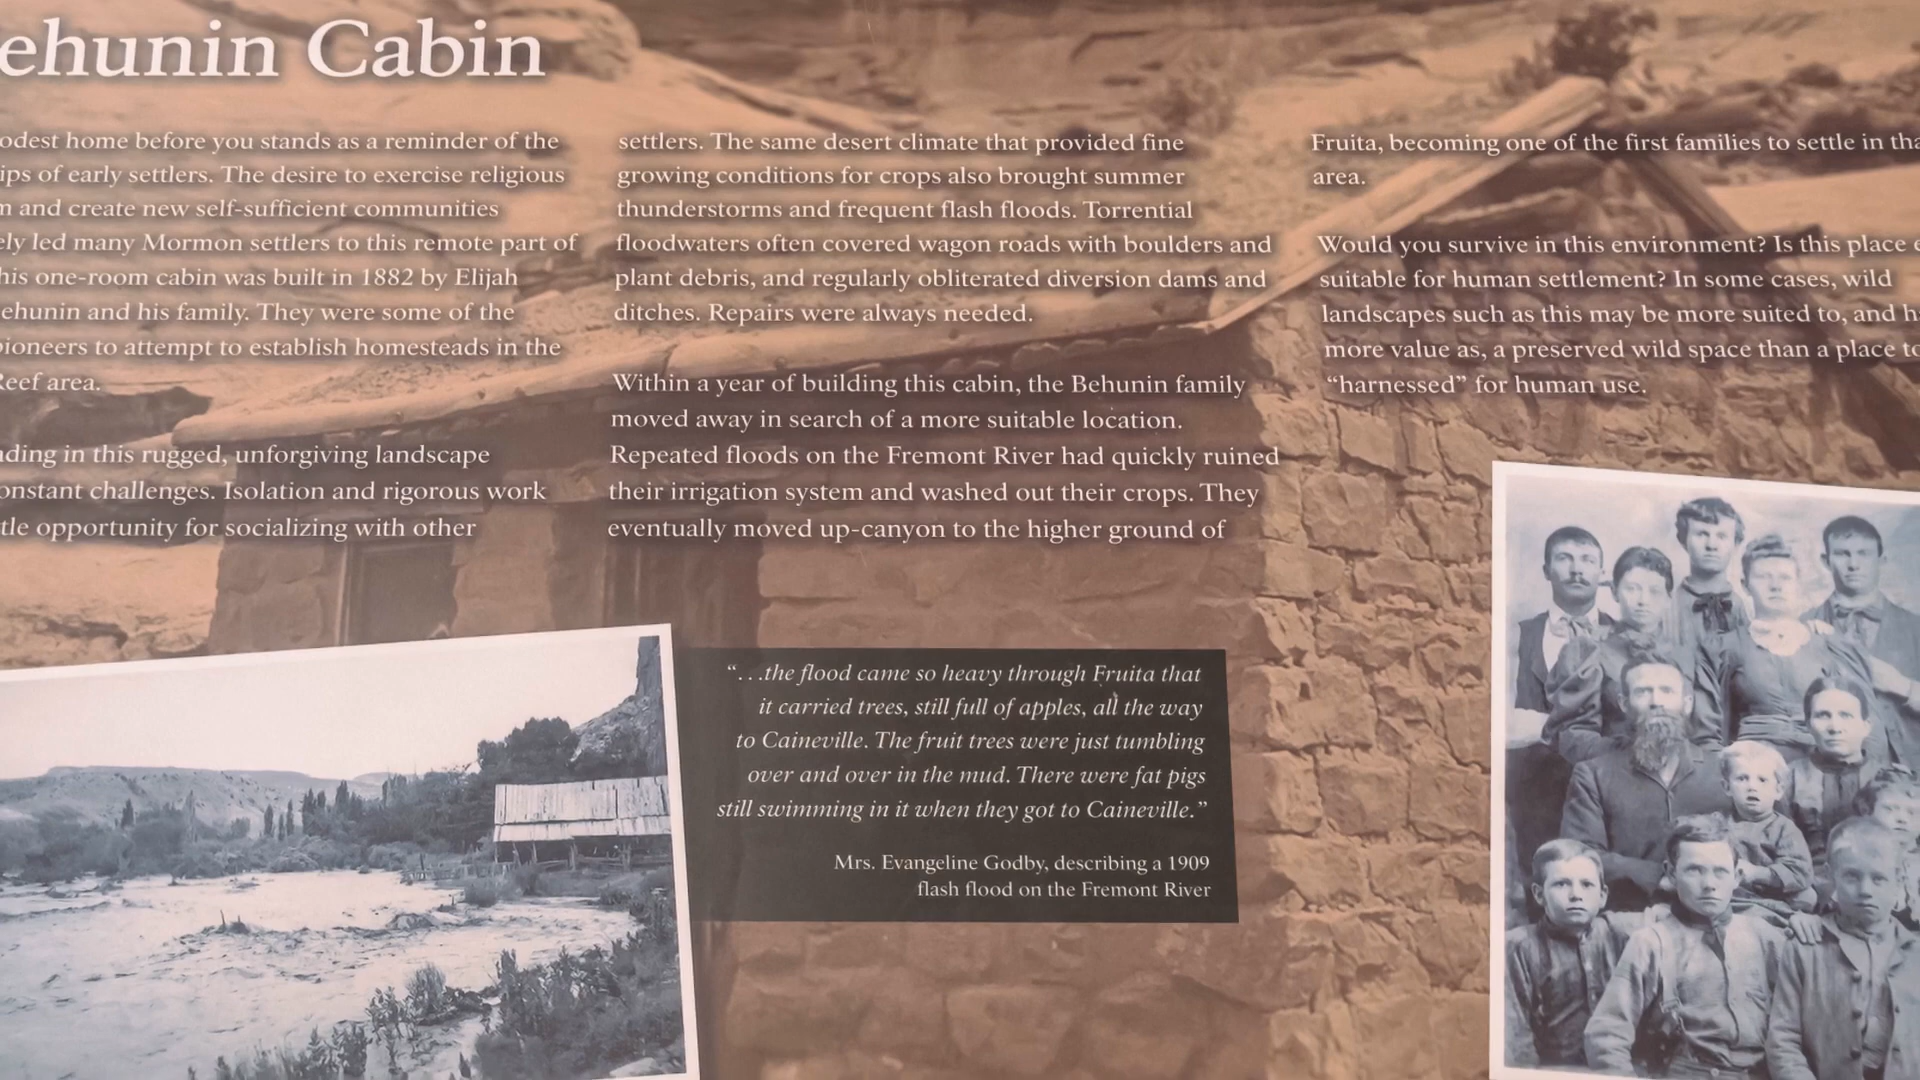 ehunin Cabin
odest home before you stands as a reminder of the
ips of early settlers. The desire to exercise religious
m and create new self-sufficient communities
ely led many Mormon settlers to this remote part of
his one-room cabin was built in 1882 by Elijah
ehunin and his family. They were some of the
pioneers to attempt to establish homesteads in the
Reef area.
ding in this rugged, unforgiving landscape
onstant challenges. Isolation and rigorous work
tle opportunity for socializing with other
settlers. The same desert climate that provided fine
growing conditions for crops also brought summer
thunderstorms and frequent flash floods. Torrential
floodwaters often covered wagon roads with boulders and
plant debris, and regularly obliterated diversion dams and
ditches. Repairs were always needed.
Within a year of building this cabin, the Behunin family
moved away in search of a more suitable location.
Repeated floods on the Fremont River had quickly ruined
their irrigation system and washed out their crops. They
eventually moved up-canyon to the higher ground of
Fruita, becoming one of the first families to settle in tha
area.
Would you survive in this environment? Is this place e
suitable for human settlement? In some cases, wild
landscapes such as this may be more suited to, and h
more value as, a preserved wild space than a place to
“harnessed” for human use.
“. . .the flood came so heavy through Fruita that
it carried trees, still full of apples, all the way
to Caineville. The fruit trees were just tumbling
over and over in the mud. There were fat pigs
still swimming in it when they got to Caineville.”
Mrs. Evangeline Godby, describing a 1909
flash flood on the Fremont River